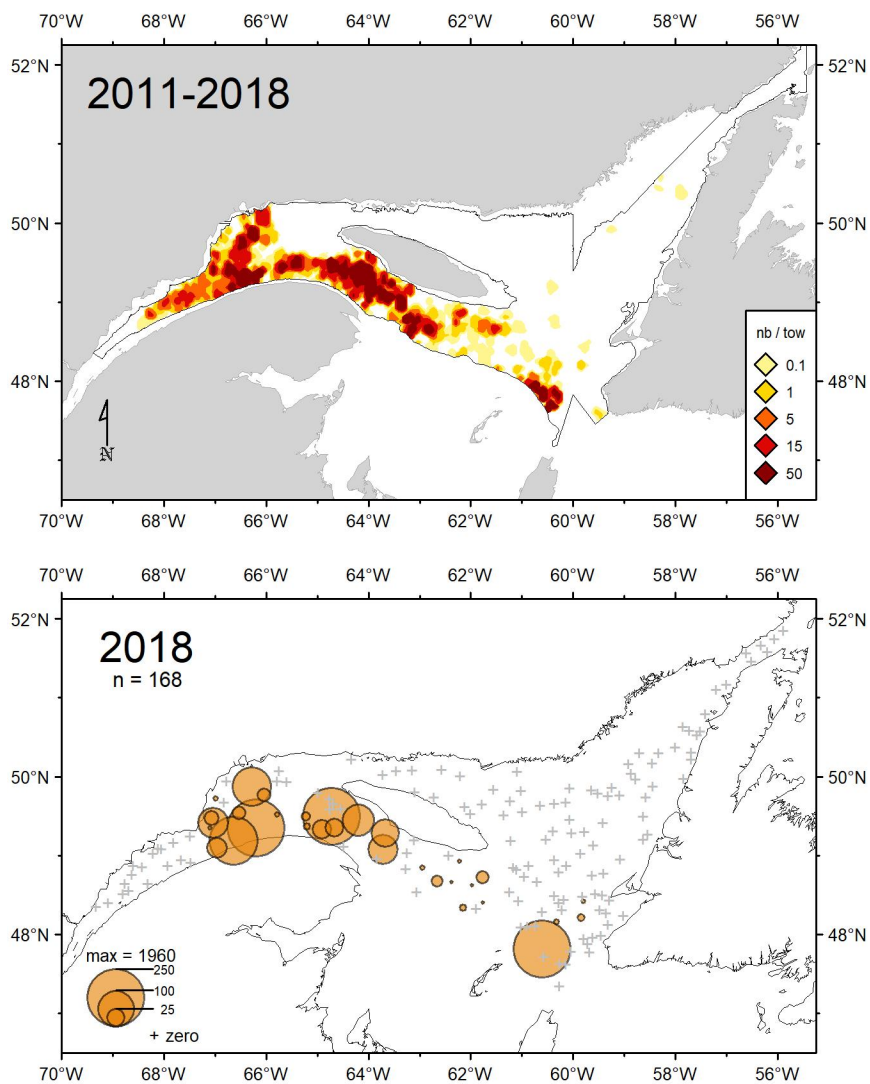 70°W 68°W 66°W 64°W 62°W 60°W 58°W 56°W
52°N 52°N
2011-2018
50°N 50°N
nb / tow
0.1
48°N 48°N
1
5
N
15
50
70°W 68°W 66°W 64°W 62°W 60°W 58°W 56°W
70°W 68°W 66°W 64°W 62°W 60°W 58°W 56°W
52°N 52°N
2018
n = 168
50°N 50°N
48°N 48°N
max = 1960
250
100
25
+ zero
70°W 68°W 66°W 64°W 62°W 60°W 58°W 56°W